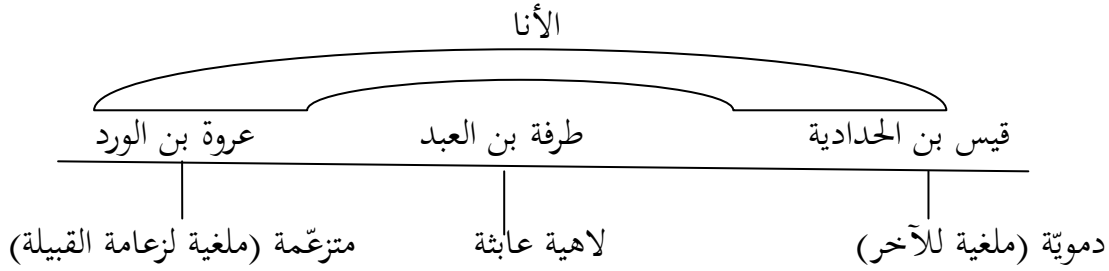 الأنا
قيس بن الحدادية طرفة بن العبد عروة بن الورد
دمويّة (ملغية للآخر) لاهية عابثة متزعّمة (ملغية لزعامة القبيلة)